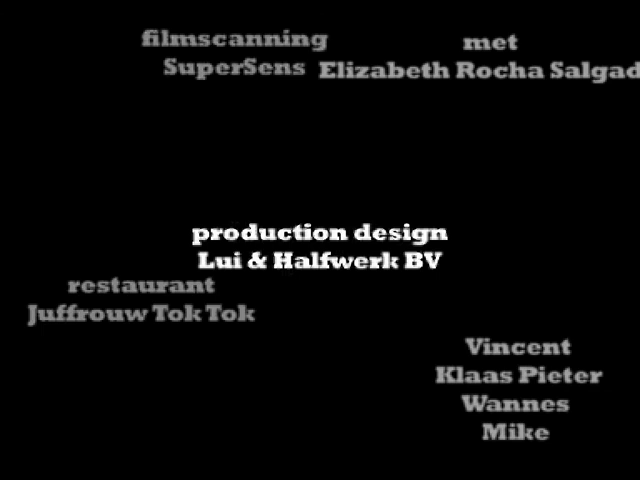 filmscanning
SuperSens
met
Elizabeth Rocha Salgad
production design
Lui & Halfwerk BV
restaurant
Juffrouw Tok Tok
Vincent
Klaas Pieter
Wannes
Mike